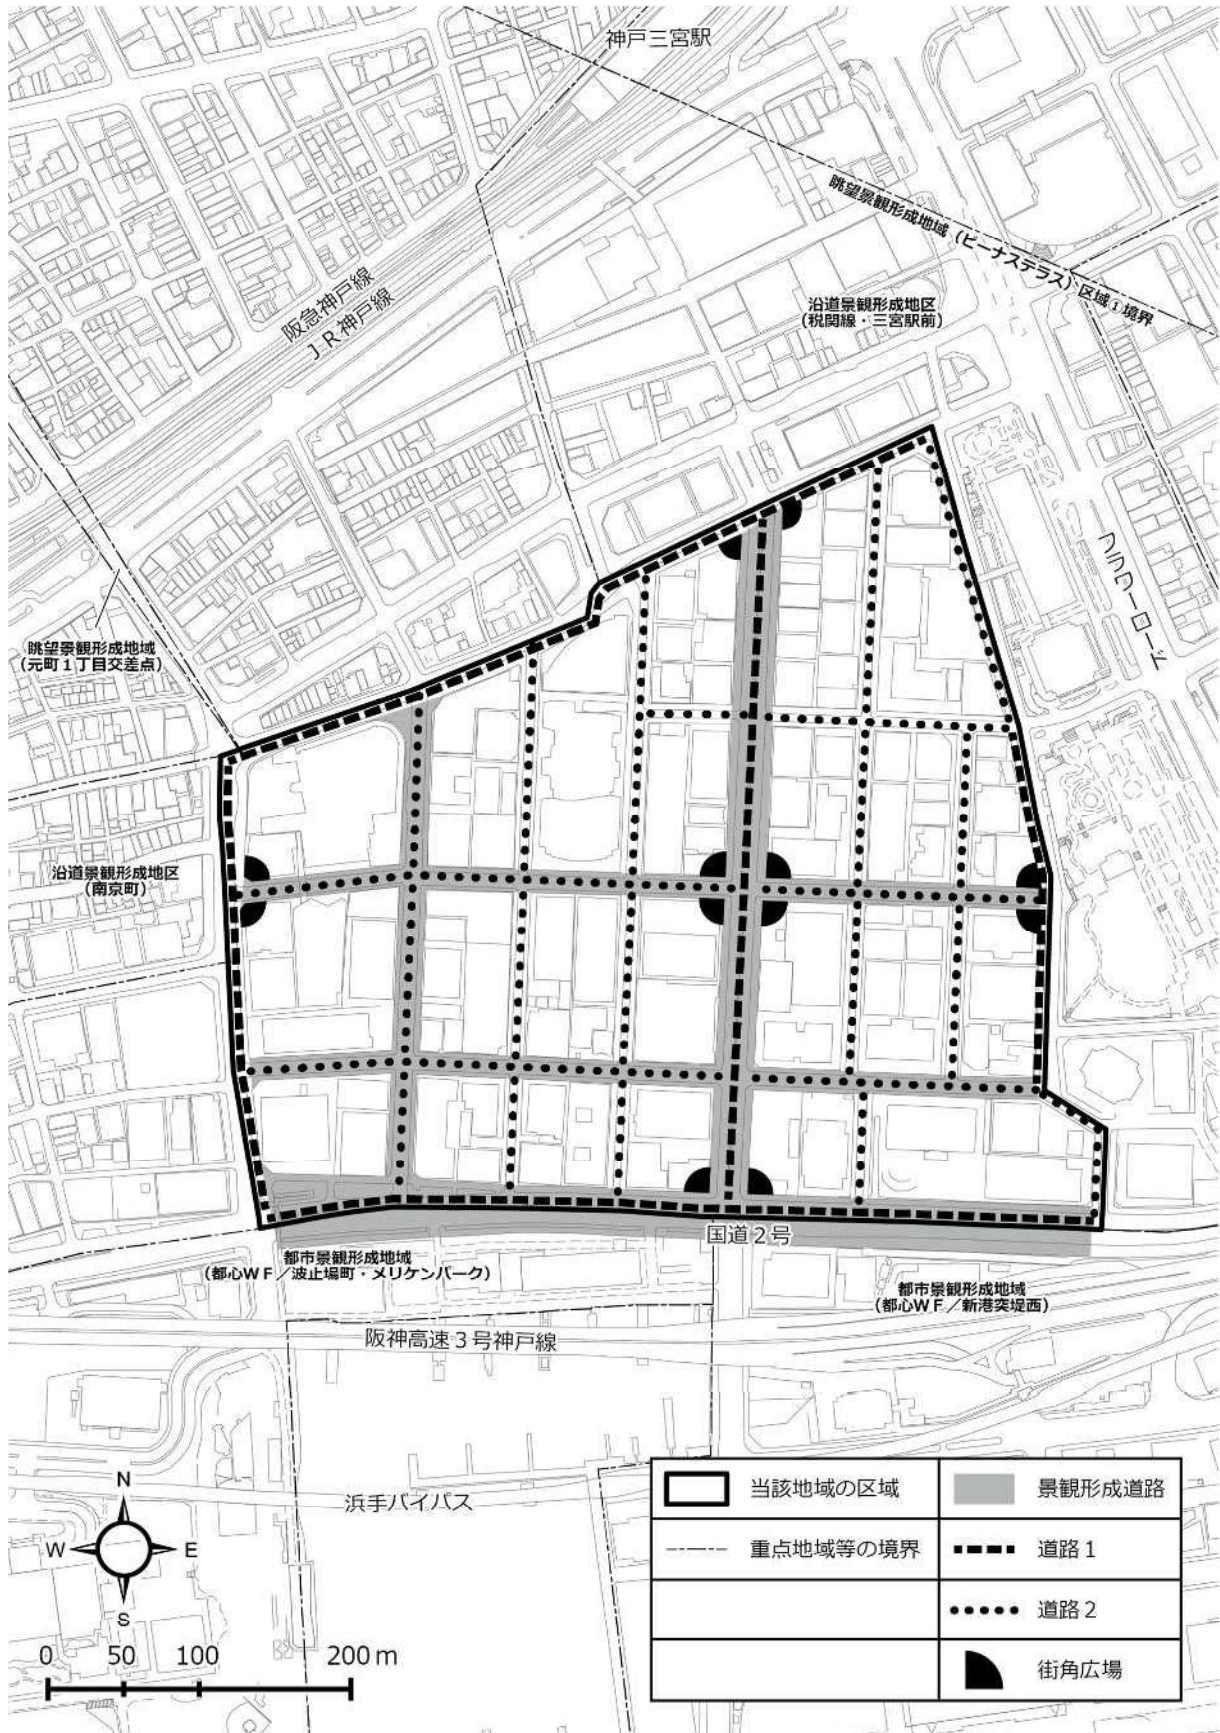 神戸三宮駅
眺望景観形成地域(ビーナステラス)区域①境界
阪急神戸線
JR神戸線
沿道景観形成地区
(税関線・三宮駅前)
フラワーロード
眺望景観形成地域
(元町1丁目交差点)
沿道景観形成地区
(南京町)
国道2号
都市景観形成地域
(都心WF/波止場町・メリケンパーク)
都市景観形成地域
(都心WF/新港突堤西)
阪神高速3号神戸線
浜手バイパス
N
W E
S
0 50 100 200m
当該地域の区域
景観形成道路
重点地域等の境界
道路1
道路2
街角広場